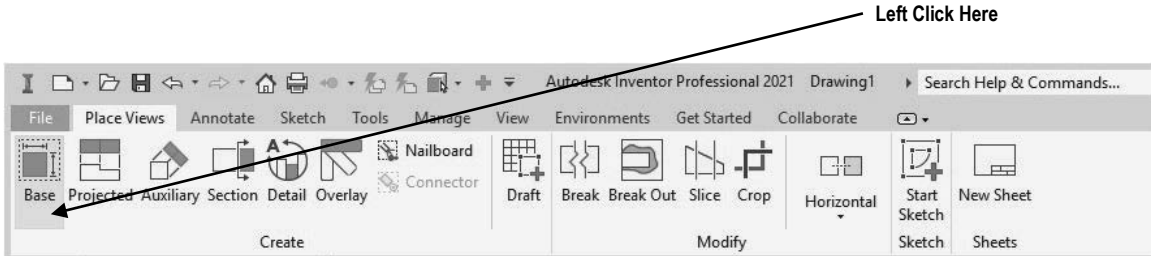 Left Click Here
Autodesk Inventor Professional 2021 Drawing1 Search Help & Commands...
File Place Views Annotate Sketch Tools Manage View Environments Get Started Collaborate
Nailboard
Connector
Base Projected Auxiliary Section Detail Overlay Draft Break Break Out Slice Crop Horizontal Start Sketch New Sheet
Create Modify Sketch Sheets